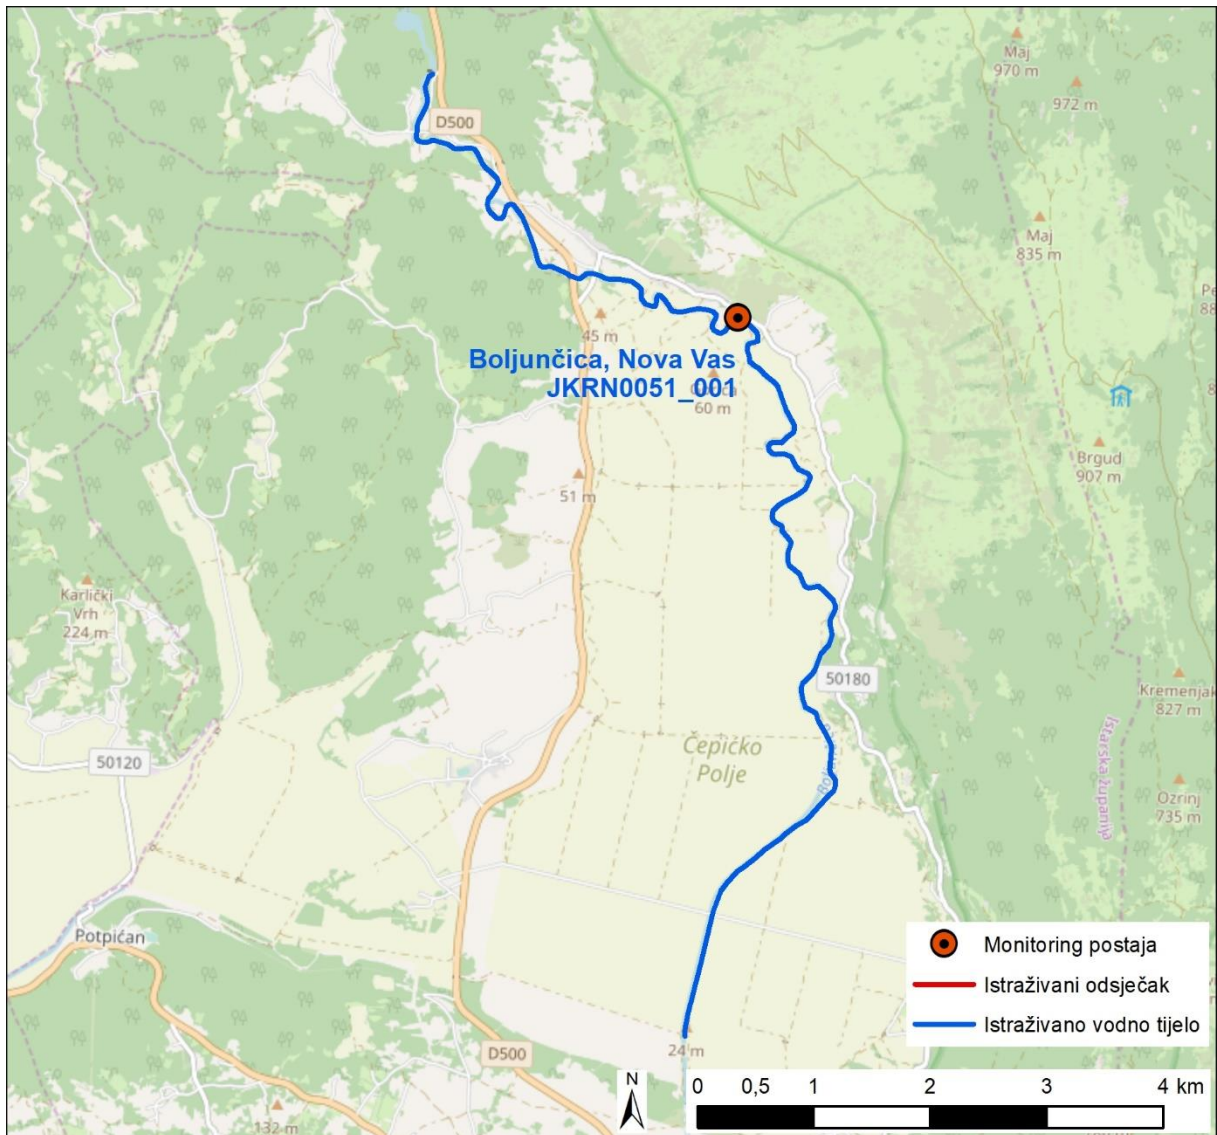 Maj
970 m
972 m
D500
Maj
835 m
45 m
Boljunčica, Nova Vas
JKRN0051_001
60 m
Brgud
907 m
51 m
Karlički
Vrh
224 m
50180
Kremenjak
827 m
Istarska županija
50120
Čepićko
Polje
Ozrinj
735 m
Potpićan
Monitoring postaja
Istraživani odsječak
Istraživano vodno tijelo
24 m
D500
N
0 0,5 1 2 3 4 km
132 m